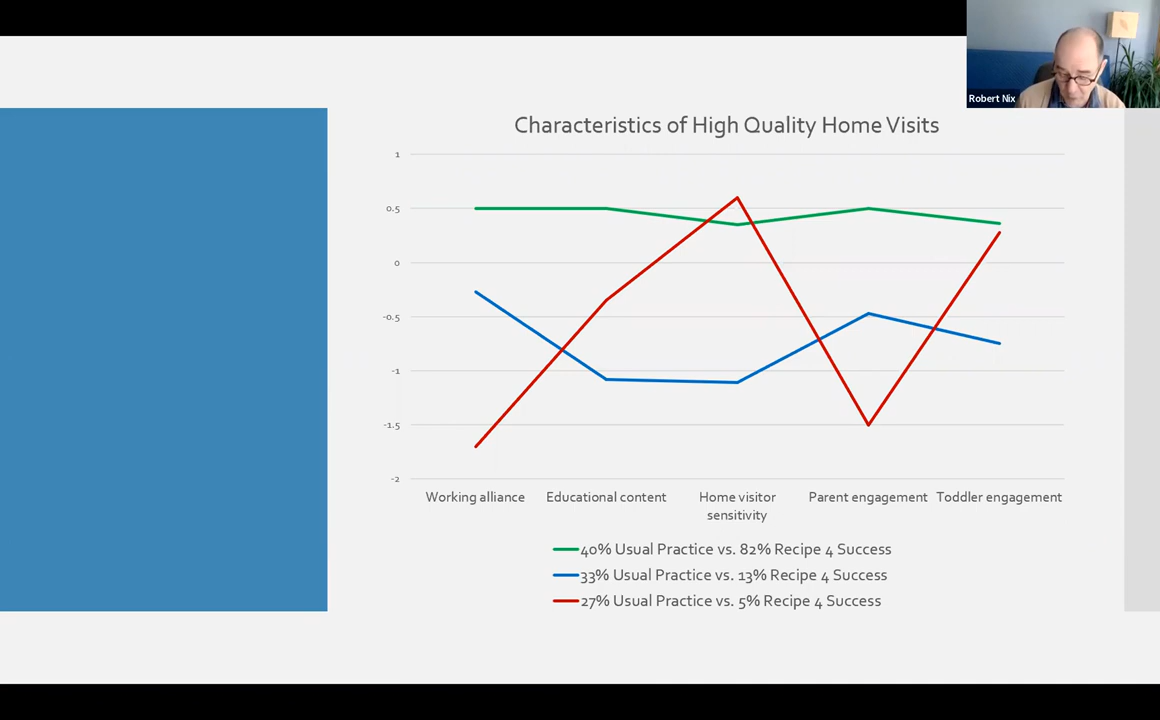 Robert Nix
Characteristics of High Quality Home Visits
1
0.5
0
-0.5
-1
-1.5
-2
Working alliance
Educational content
Home visitor
sensitivity
Parent engagement
Toddler engagement
40% Usual Practice vs. 82% Recipe 4 Success
33% Usual Practice vs. 13% Recipe 4 Success
27% Usual Practice vs. 5% Recipe 4 Success